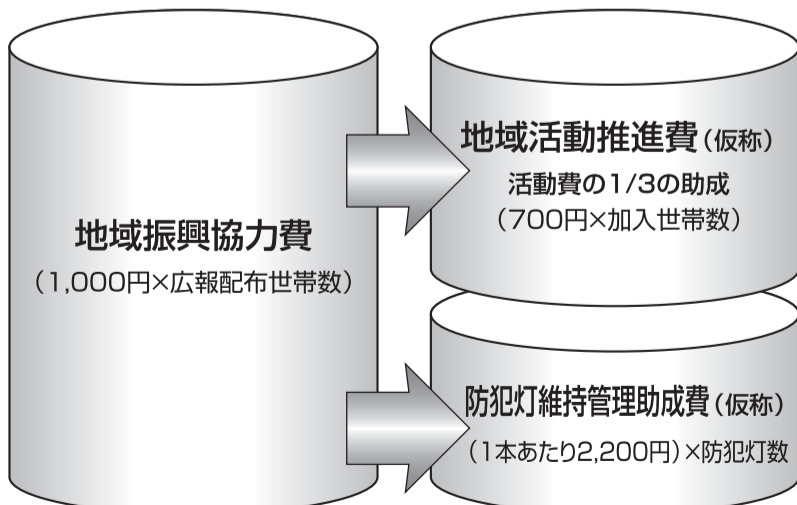 地域振興協力費
（1,000円×広報配布世帯数）
地域活動推進費（仮称）
活動費の1/3の助成
（700円×加入世帯数）
防犯灯維持管理助成費（仮称）
（1本あたり2,200円）×防犯灯数